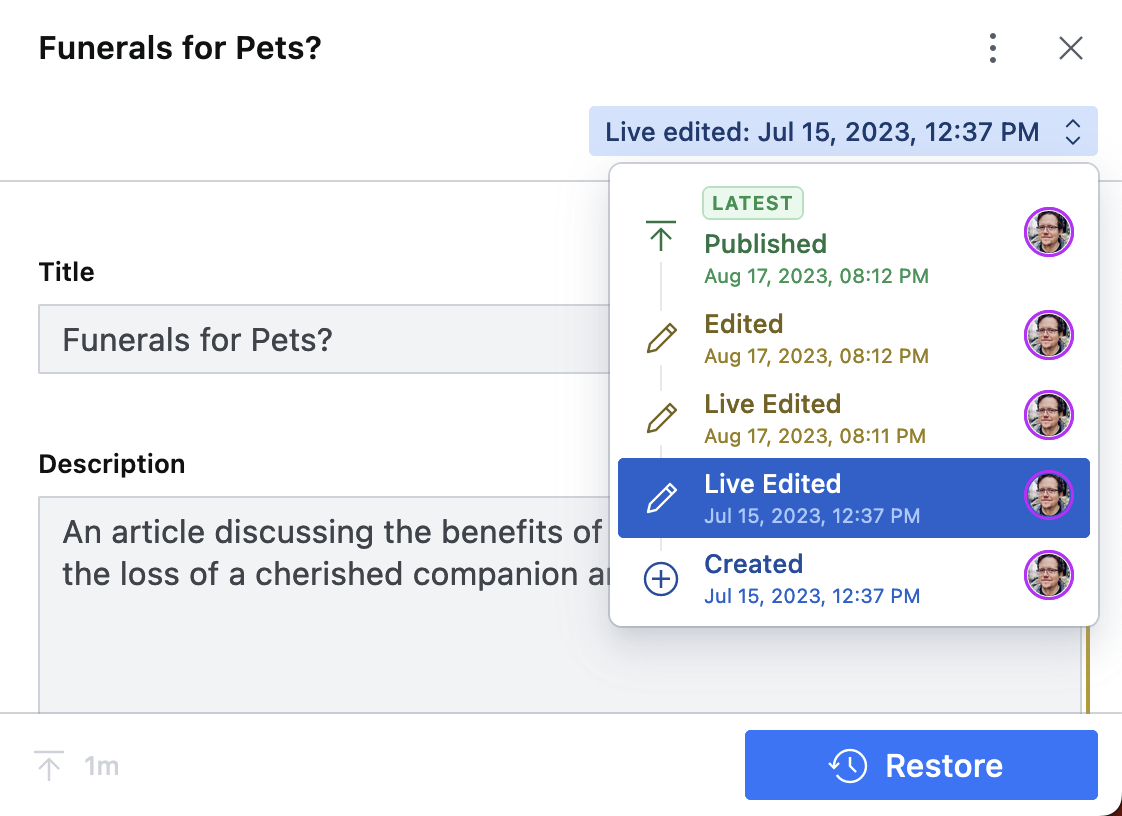 Funerals for Pets?
Live edited: Jul 15, 2023, 12:37 PM
LATEST
Published
Aug 17, 2023, 08:12 PM
Edited
Aug 17, 2023, 08:12 PM
Live Edited
Aug 17, 2023, 08:11 PM
Live Edited
Jul 15, 2023, 12:37 PM
Created
Jul 15, 2023, 12:37 PM
Title
Funerals for Pets?
Description
An article discussing the benefits of
the loss of a cherished companion
1m
Restore